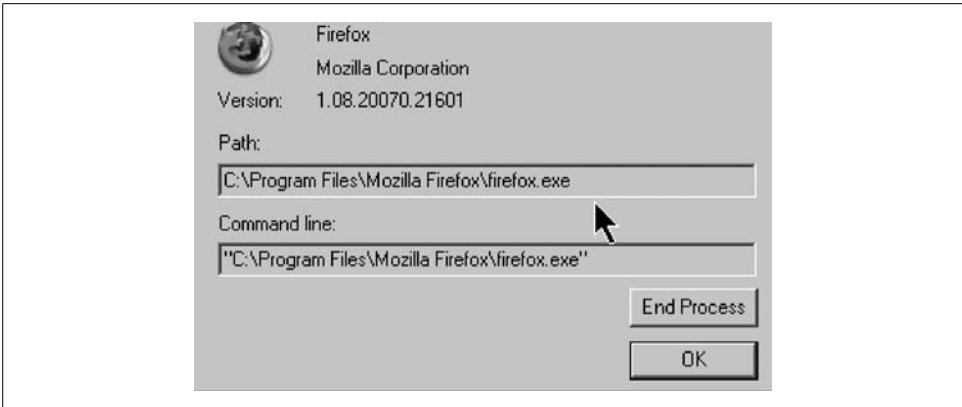 Firefox
Mozilla Corporation
Version: 1.08.20070.21601
Path:
C:\Program Files\Mozilla Firefox\firefox.exe
Command line:
"C:\Program Files\Mozilla Firefox\firefox.exe"
End Process
OK